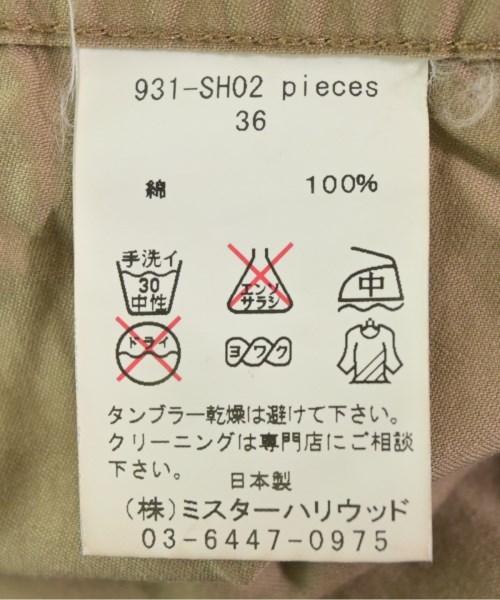 931-SH02 pieces
36
綿 100%
手洗イ
30
中性
エンソ
サラシ
中
ドライ
ヨワク
タンブラー乾燥は避けて下さい。
クリーニングは専門店にご相談
下さい。
日本製
(株)ミスターハリウッド
03-6447-0975